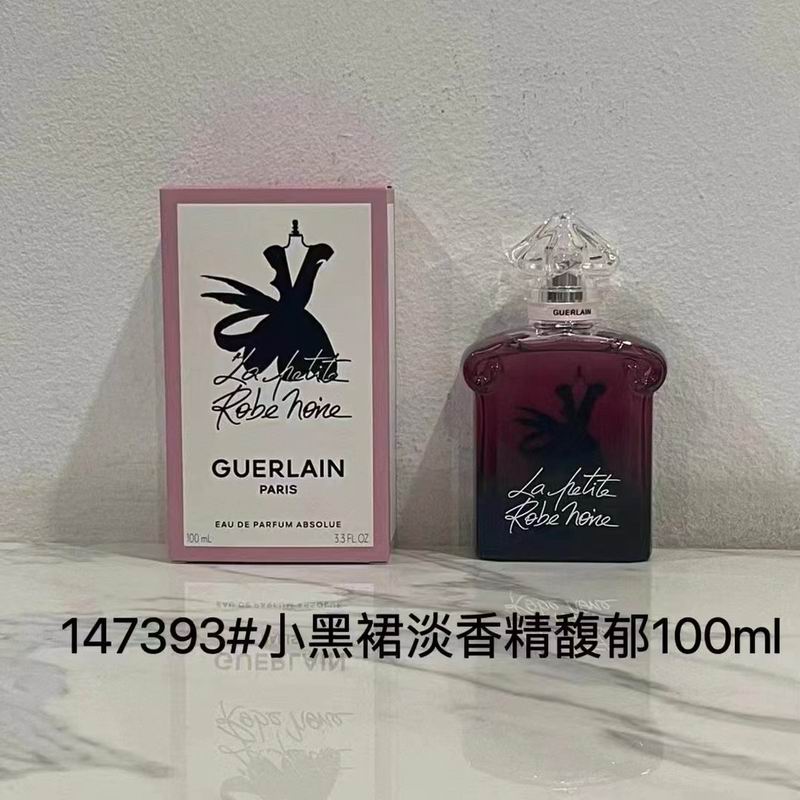 La petite
Robe Noire
GUERLAIN
PARIS
EAU DE PARFUM ABSOLUE
100 mL 3.3 FL.OZ
GUERLAIN
La petite
Robe Noire
147393#小黑裙淡香精馥郁100ml